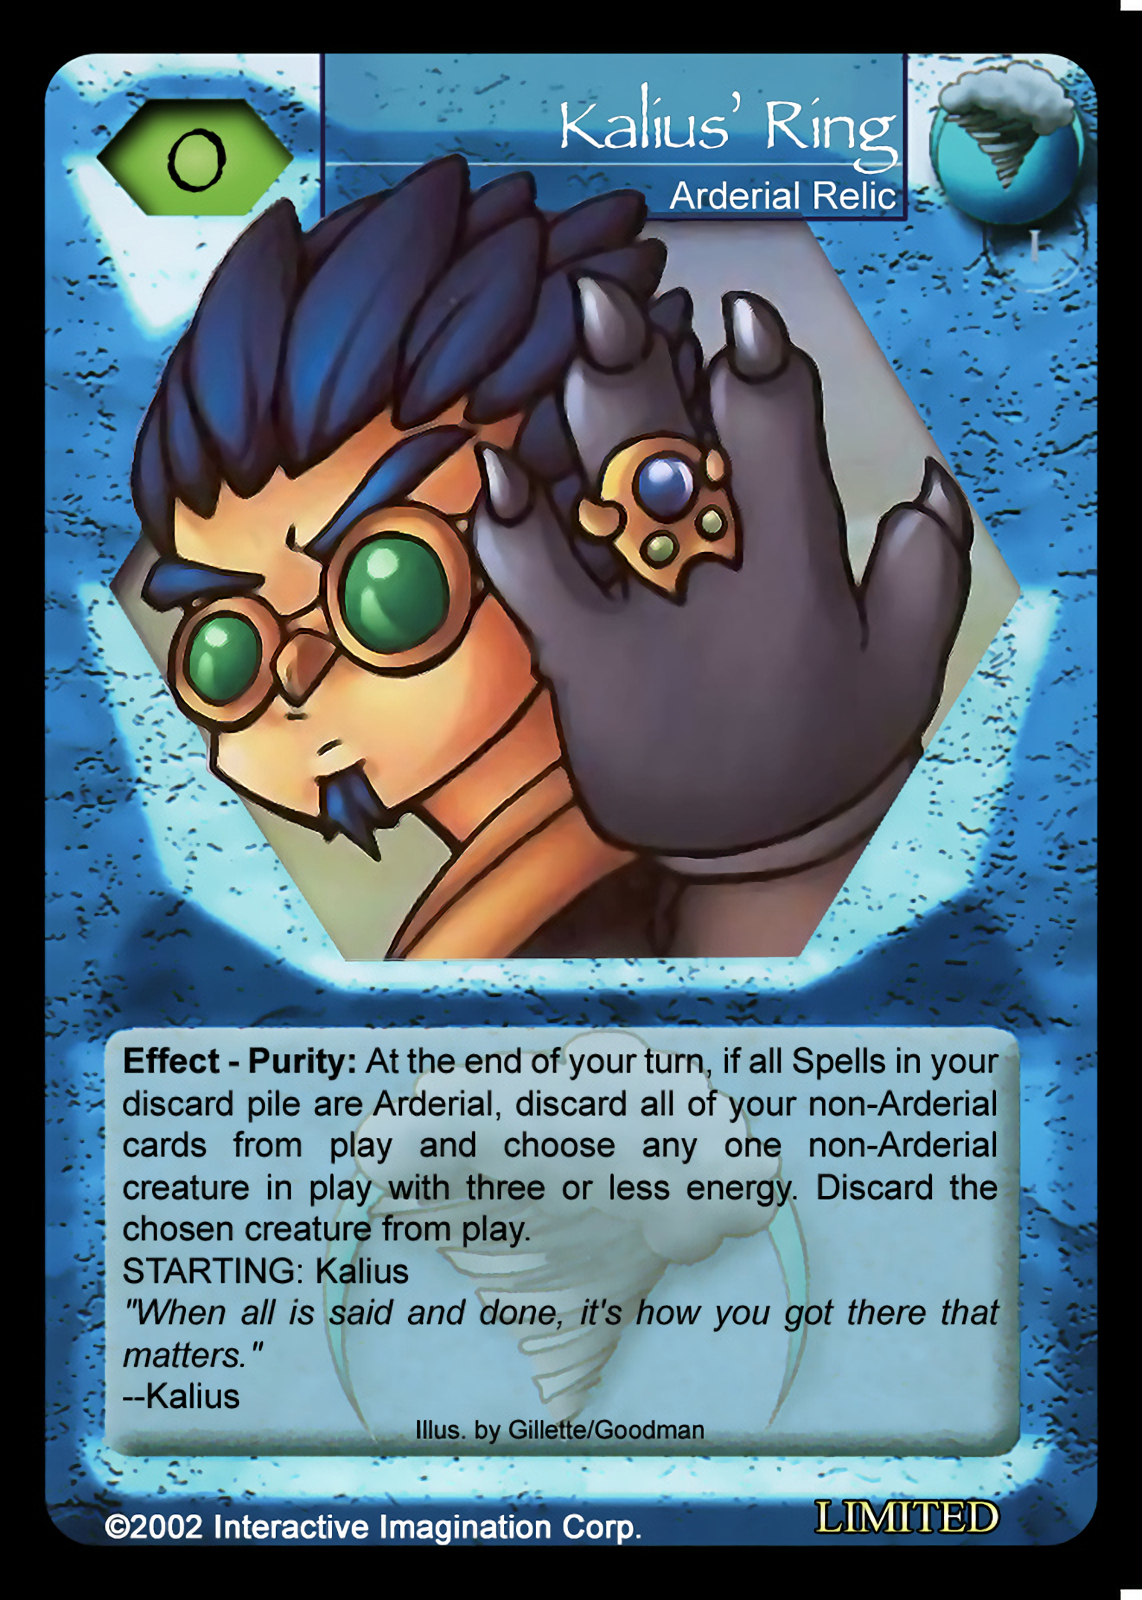 0
Kalius' Ring
Arderial Relic
Effect - Purity: At the end of your turn, if all Spells in your
discard pile are Arderial, discard all of your non-Arderial
cards from play and choose any one non-Arderial
creature in play with three or less energy. Discard the
chosen creature from play.
STARTING: Kalius
"When all is said and done, it's how you got there that
matters."
--Kalius
Illus. by Gillette/Goodman
©2002 Interactive Imagination Corp.
LIMITED